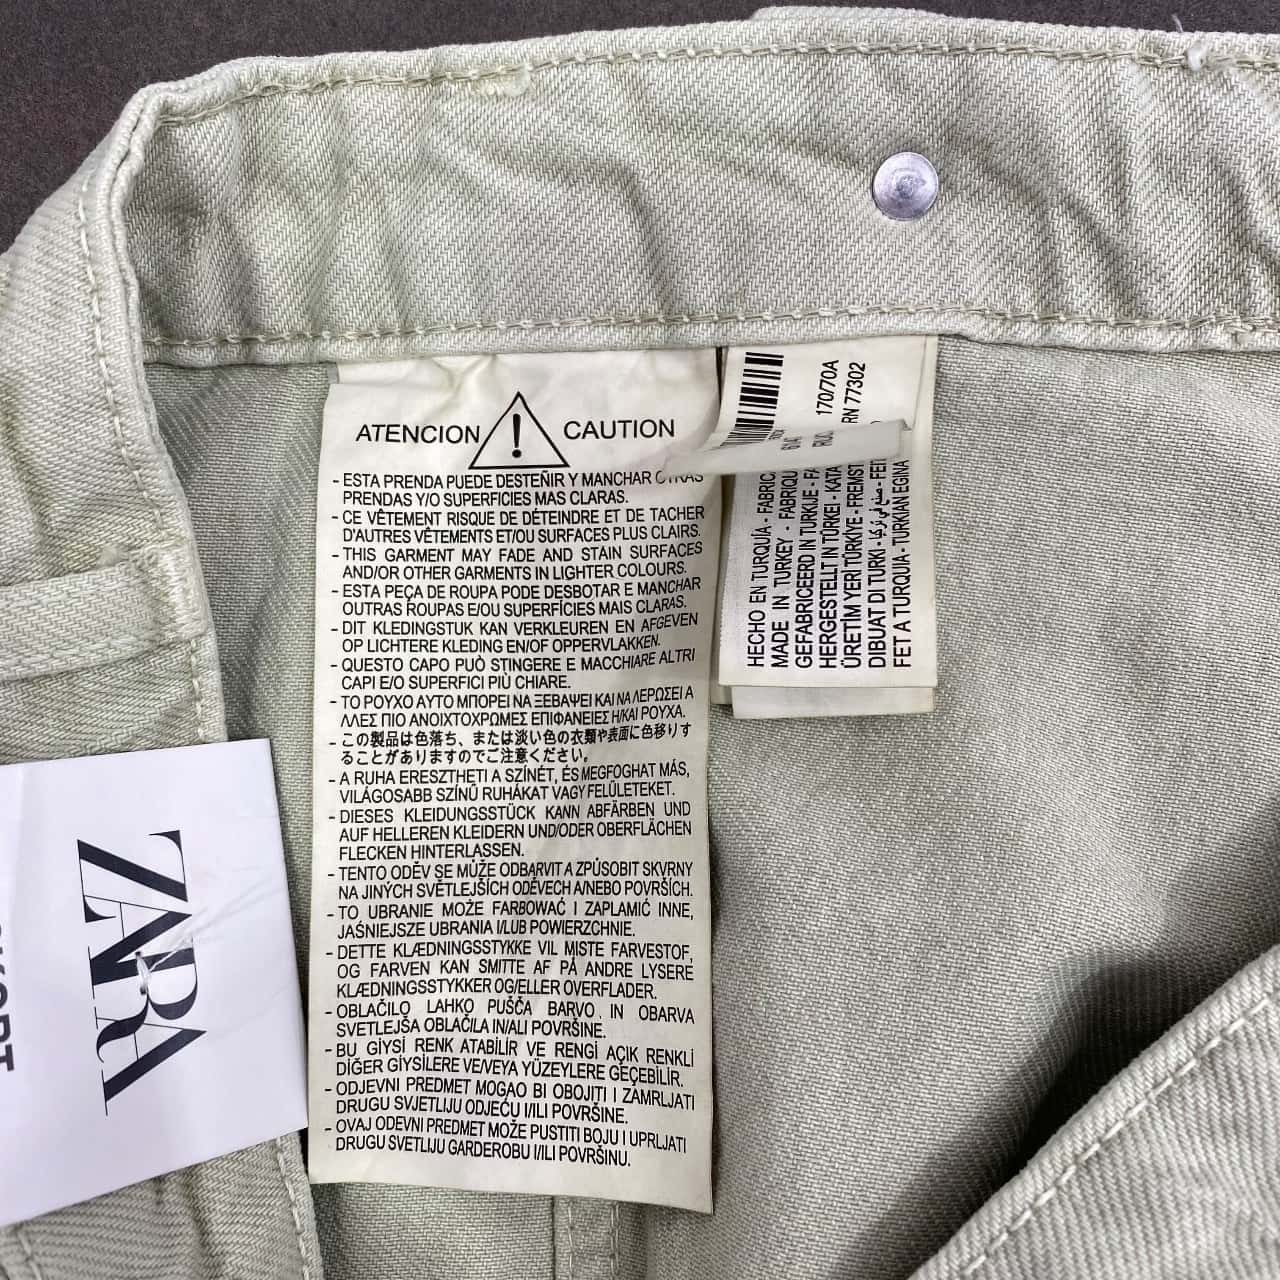 ATENCION CAUTION
- ESTA PRENDA PUEDE DESTEÑIR Y MANCHAR OTRAS
PRENDAS Y/O SUPERFICIES MAS CLARAS.
- CE VÊTEMENT RISQUE DE DÉTEINDRE ET DE TACHER
D'AUTRES VÊTEMENTS ET/OU SURFACES PLUS CLAIRS.
- THIS GARMENT MAY FADE AND STAIN SURFACES
AND/OR OTHER GARMENTS IN LIGHTER COLOURS.
- ESTA PEÇA DE ROUPA PODE DESBOTAR E MANCHAR
OUTRAS ROUPAS E/OU SUPERFÍCIES MAIS CLARAS.
- DIT KLEDINGSTUK KAN VERKLEUREN EN AFGEVEN
OP LICHTERE KLEDING EN/OF OPPERVLAKKEN.
- QUESTO CAPO PUÒ STINGERE E MACCHIARE ALTRI
CAPI E/O SUPERFICI PIÙ CHIARE.
- ΤΟ ΡΟΥΧΟ ΑΥΤΟ ΜΠΟΡΕΙ ΝΑ ΞΕΒΑΨΕΙ ΚΑΙ ΝΑ ΛΕΡΩΣΕΙ Α
ΛΛΕΣ ΠΙΟ ΑΝΟΙΧΤΟΧΡΩΜΕΣ ΕΠΙΦΑΝΕΙΕΣ Η/ΚΑΙ ΡΟΥΧΑ.
- この製品は色落ち、または淡い色の衣類や表面に色移りす
ることがありますのでご注意ください。
- A RUHA ERESZTHETI A SZÍNÉT, ÉS MEGFOGHAT MÁS,
VILÁGOSABB SZÍNŰ RUHÁKAT VAGY FELÜLETEKET.
- DIESES KLEIDUNGSSTÜCK KANN ABFÄRBEN UND
AUF HELLEREN KLEIDERN UND/ODER OBERFLÄCHEN
FLECKEN HINTERLASSEN.
- TENTO ODĚV SE MŮŽE ODBARVIT A ZPŮSOBIT SKVRNY
NA JINÝCH SVĚTLEJŠÍCH ODĚVECH A/NEBO POVRŠÍCH.
- TO UBRANIE MOŻE FARBOWAĆ I ZAPLAMIĆ INNE,
JAŚNIEJSZE UBRANIA I/LUB POWIERZCHNIE.
- DETTE KLÆDNINGSSTYKKE VIL MISTE FARVESTOF,
OG FARVEN KAN SMITTE AF PÅ ANDRE LYSERE
KLÆDNINGSSTYKKER OG/ELLER OVERFLADER.
- OBLAČILO LAHKO PUŠČA BARVO IN OBARVA
SVETLEJŠA OBLAČILA IN/ALI POVRŠINE.
- BU GİYSİ RENK ATABİLİR VE RENGİ AÇIK RENKLİ
DİĞER GİYSİLERE VE/VEYA YÜZEYLERE GEÇEBİLİR.
- ODJEVNI PREDMET MOGAO BI OBOJITI I ZAMRLJATI
DRUGU SVJETLIJU ODJEĆU I/ILI POVRŠINE.
- OVAJ ODEVNI PREDMET MOŽE PUSTITI BOJU I UPRLJATI
DRUGU SVETLIJU GARDEROBU I/ILI POVRŠINU.
170/70A
RN 77302
HECHO EN TURQUÍA - FABRIC
MADE IN TURKEY - FABRIQU
GEFABRICEERD IN TURKIJE - FA
HERGESTELLT IN TÜRKEI - KATA
ÜRETİM YERİ TÜRKİYE - FREMST
DIBUAT DI TURKI - صنع في تركيا - FEIT
FET A TURQUIA - TURKIAN EGINA
ZARA